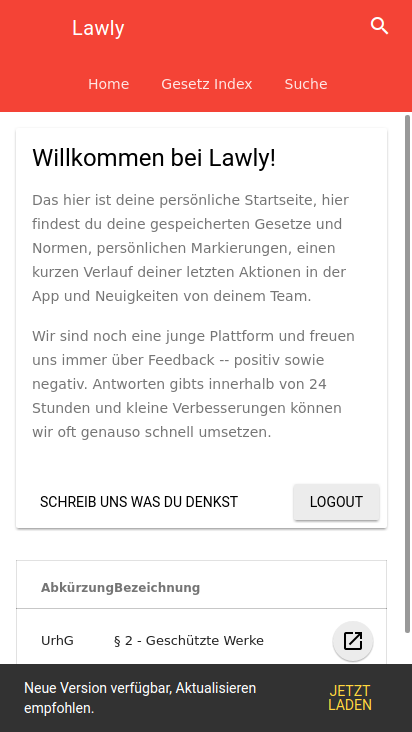 Lawly
Home Gesetz Index Suche
Willkommen bei Lawly!
Das hier ist deine persönliche Startseite, hier
findest du deine gespeicherten Gesetze und
Normen, persönlichen Markierungen, einen
kurzen Verlauf deiner letzten Aktionen in der
App und Neuigkeiten von deinem Team.
Wir sind noch eine junge Plattform und freuen
uns immer über Feedback -- positiv sowie
negativ. Antworten gibts innerhalb von 24
Stunden und kleine Verbesserungen können
wir oft genauso schnell umsetzen.
SCHREIB UNS WAS DU DENKST LOGOUT
Abkürzung Bezeichnung
UrhG § 2 - Geschützte Werke
Neue Version verfügbar, Aktualisieren
empfohlen.
JETZT
LADEN